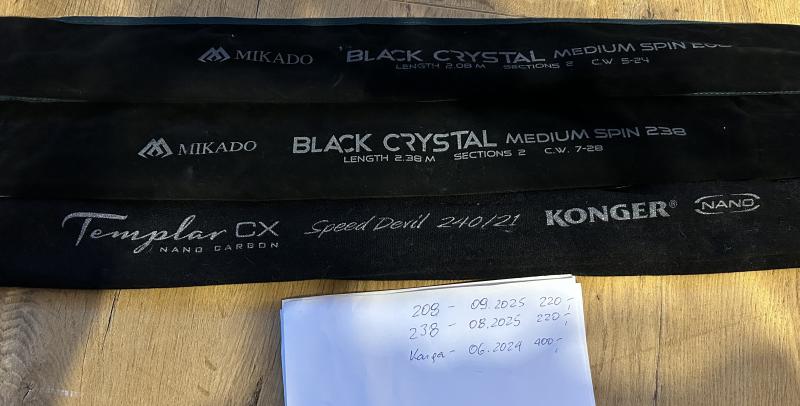 MIKADO BLACK CRYSTAL MEDIUM SPIN 208
LENGTH 2.08 M SECTIONS 2 C.W. 5-24
MIKADO BLACK CRYSTAL MEDIUM SPIN 238
LENGTH 2.38 M SECTIONS 2 C.W. 7-28
Templar CX Speed Devil 240/21 KONGER® NANO
NANO CARBON
208 - 09.2025 220,-
238 - 08.2025 220,-
06.2024 400,-